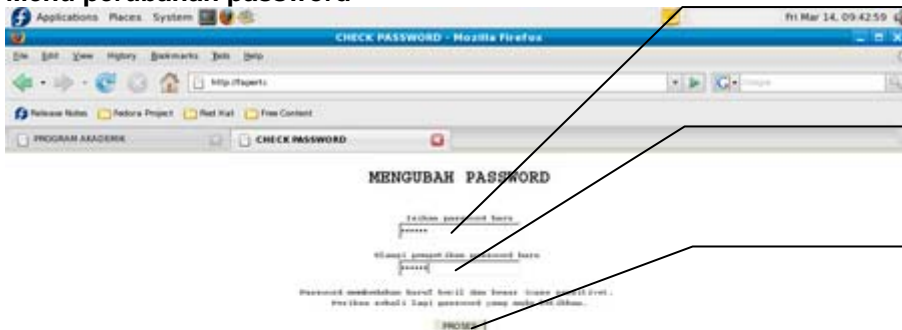 Menu perubahan password
Applications Places System
Fri Mar 14, 09:42:59
CHECK PASSWORD - Mozilla Firefox
File Edit View History Bookmarks Tools Help
Release Notes Fedora Project Red Hat Free Content
PROGRAM AKADEMIK CHECK PASSWORD
MENGUBAH PASSWORD
Isikan password baru
Ulangi pengetikan password baru
Password membedakan huruf kecil dan besar
Periksa sekali lagi password yang anda
PROSES